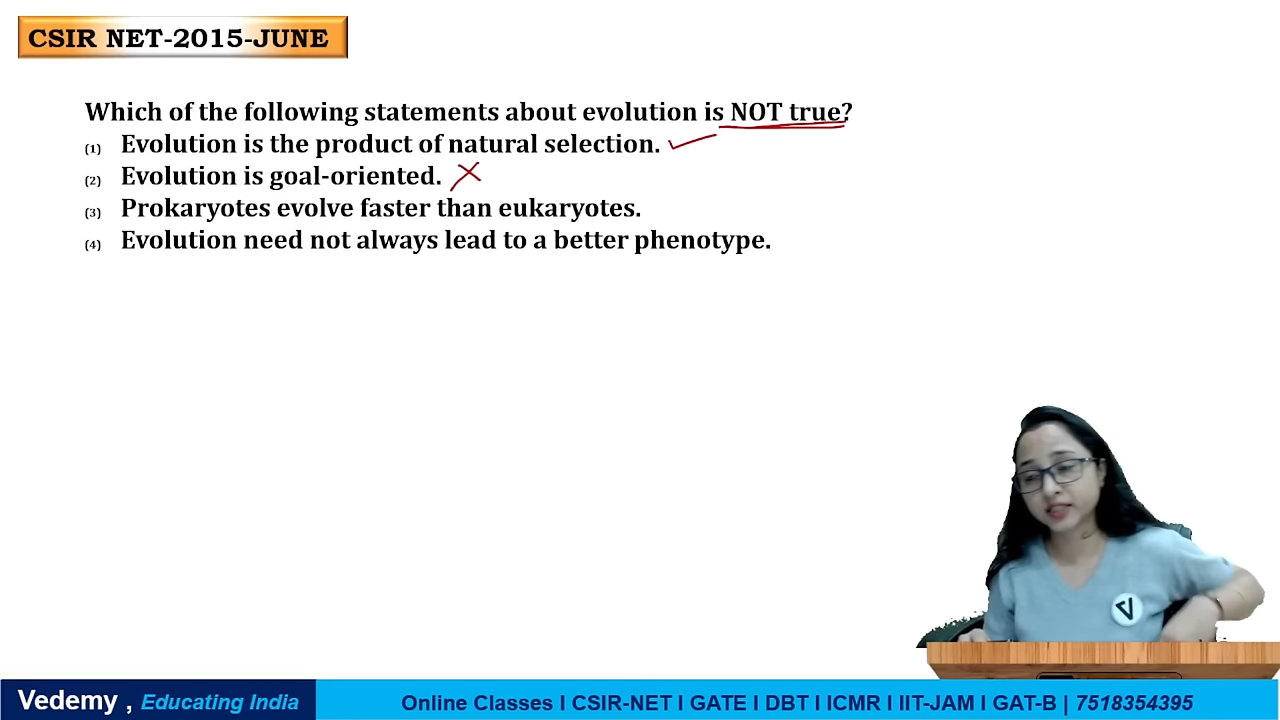 CSIR NET-2015-JUNE
Which of the following statements about evolution is NOT true?
(1) Evolution is the product of natural selection.
(2) Evolution is goal-oriented.
(3) Prokaryotes evolve faster than eukaryotes.
(4) Evolution need not always lead to a better phenotype.
V
Vedemy , Educating India
Online Classes I CSIR-NET I GATE I DBT I ICMR I IIT-JAM I GAT-B | 7518354395